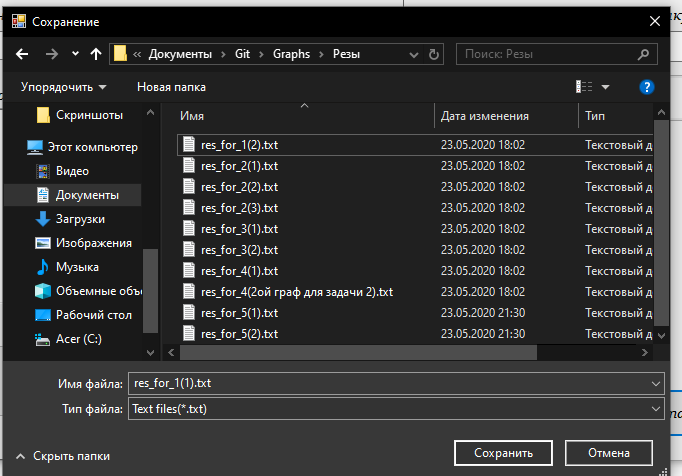 Сохранение
« Документы › Git › Graphs › Резы
Поиск: Резы
Упорядочить
Новая папка
Скриншоты
Этот компьютер
Видео
Документы
Загрузки
Изображения
Музыка
Объемные объе
Рабочий стол
Acer (C:)
Имя Дата изменения Тип
res_for_1(2).txt 23.05.2020 18:02 Текстовый д
res_for_2(1).txt 23.05.2020 18:02 Текстовый д
res_for_2(2).txt 23.05.2020 18:02 Текстовый д
res_for_2(3).txt 23.05.2020 18:02 Текстовый д
res_for_3(1).txt 23.05.2020 18:02 Текстовый д
res_for_3(2).txt 23.05.2020 18:02 Текстовый д
res_for_4(1).txt 23.05.2020 18:02 Текстовый д
res_for_4(2ой граф для задачи 2).txt 23.05.2020 18:02 Текстовый д
res_for_5(1).txt 23.05.2020 21:30 Текстовый д
res_for_5(2).txt 23.05.2020 21:30 Текстовый д
Имя файла: res_for_1(1).txt
Тип файла: Text files(*.txt)
Скрыть папки
Сохранить
Отмена